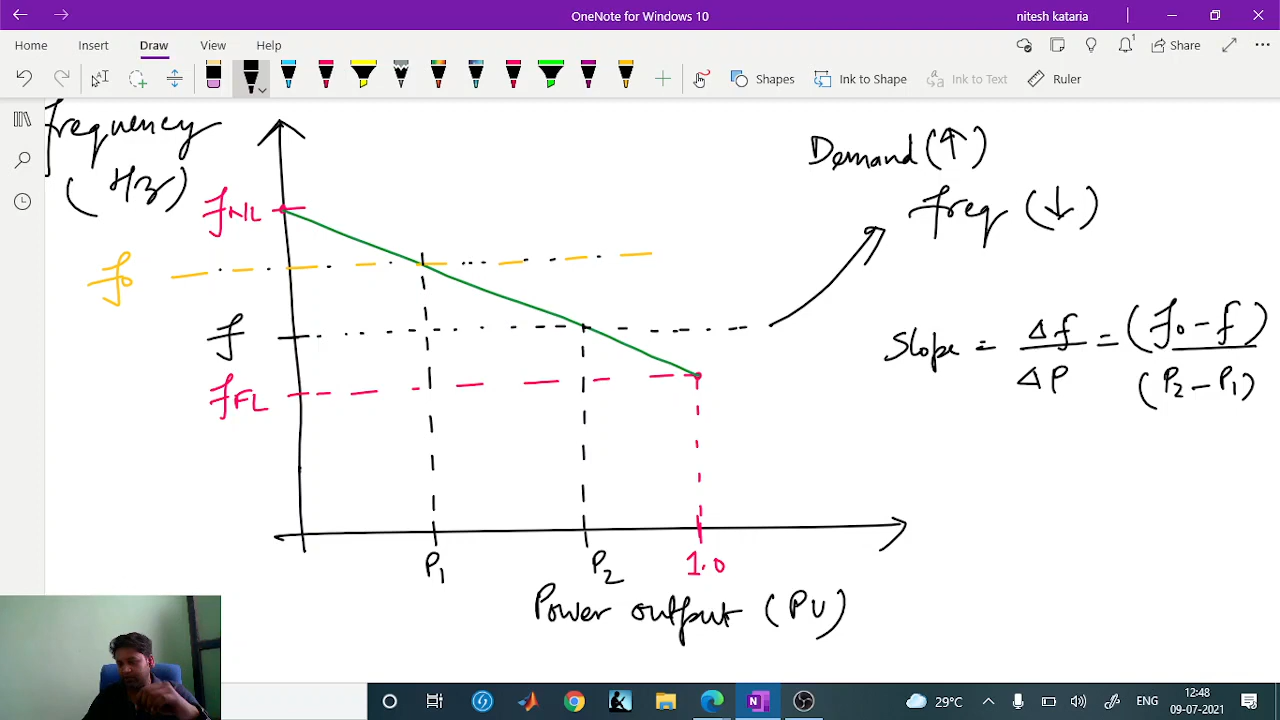 OneNote for Windows 10
nitesh kataria
Home Insert Draw View Help
Share
Shapes
Ink to Shape
Ink to Text
Ruler
frequency
(Hz)
Demand (↑)
freq (↓)
fNL
f0
f
fFL
Slope = Δf/ΔP = (f0 - f)/(P2 - P1)
P1 P2 1.0
Power output (PU)
29°C
ENG
12:48
09-07-2021